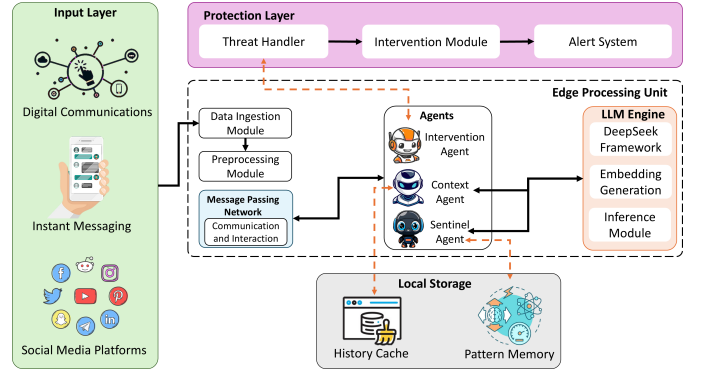 Input Layer
Digital Communications
Instant Messaging
Social Media Platforms
Protection Layer
Threat Handler
Intervention Module
Alert System
Edge Processing Unit
Data Ingestion
Module
Preprocessing
Module
Message Passing
Network
Communication
and Interaction
Agents
Intervention
Agent
Context
Agent
Sentinel
Agent
LLM Engine
DeepSeek
Framework
Embedding
Generation
Inference
Module
Local Storage
History Cache
Pattern Memory